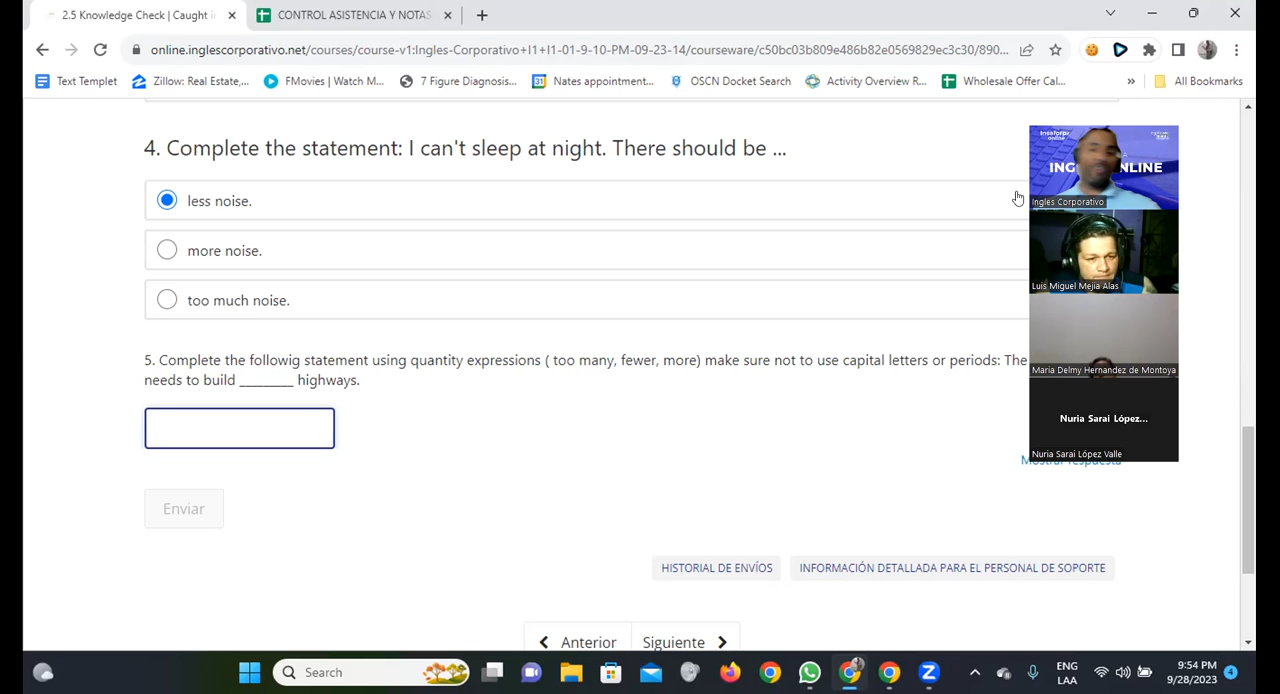 2.5 Knowledge Check | Caught i
CONTROL ASISTENCIA Y NOTAS
online.inglescorporativo.net/courses/course-v1:Ingles-Corporativo+I1+I1-01-9-10-PM-09-23-14/courseware/c50bc03b809e486b82e0569829ec3c30/890...
Text Templet
Zillow: Real Estate,...
FMovies | Watch M...
7 Figure Diagnosis...
Nates appointment...
OSCN Docket Search
Activity Overview R...
Wholesale Offer Cal...
»
All Bookmarks
4. Complete the statement: I can't sleep at night. There should be ...
less noise.
more noise.
too much noise.
5. Complete the followig statement using quantity expressions ( too many, fewer, more) make sure not to use capital letters or periods: The
needs to build ________ highways.
Enviar
HISTORIAL DE ENVÍOS
INFORMACIÓN DETALLADA PARA EL PERSONAL DE SOPORTE
Anterior
Siguiente
Ingles Corporativo
Luis Miguel Mejia Alas
Maria Delmy Hernandez de Montoya
Nuria Sarai López...
Nuria Sarai López Valle
Search
ENG
LAA
9:54 PM
9/28/2023
4